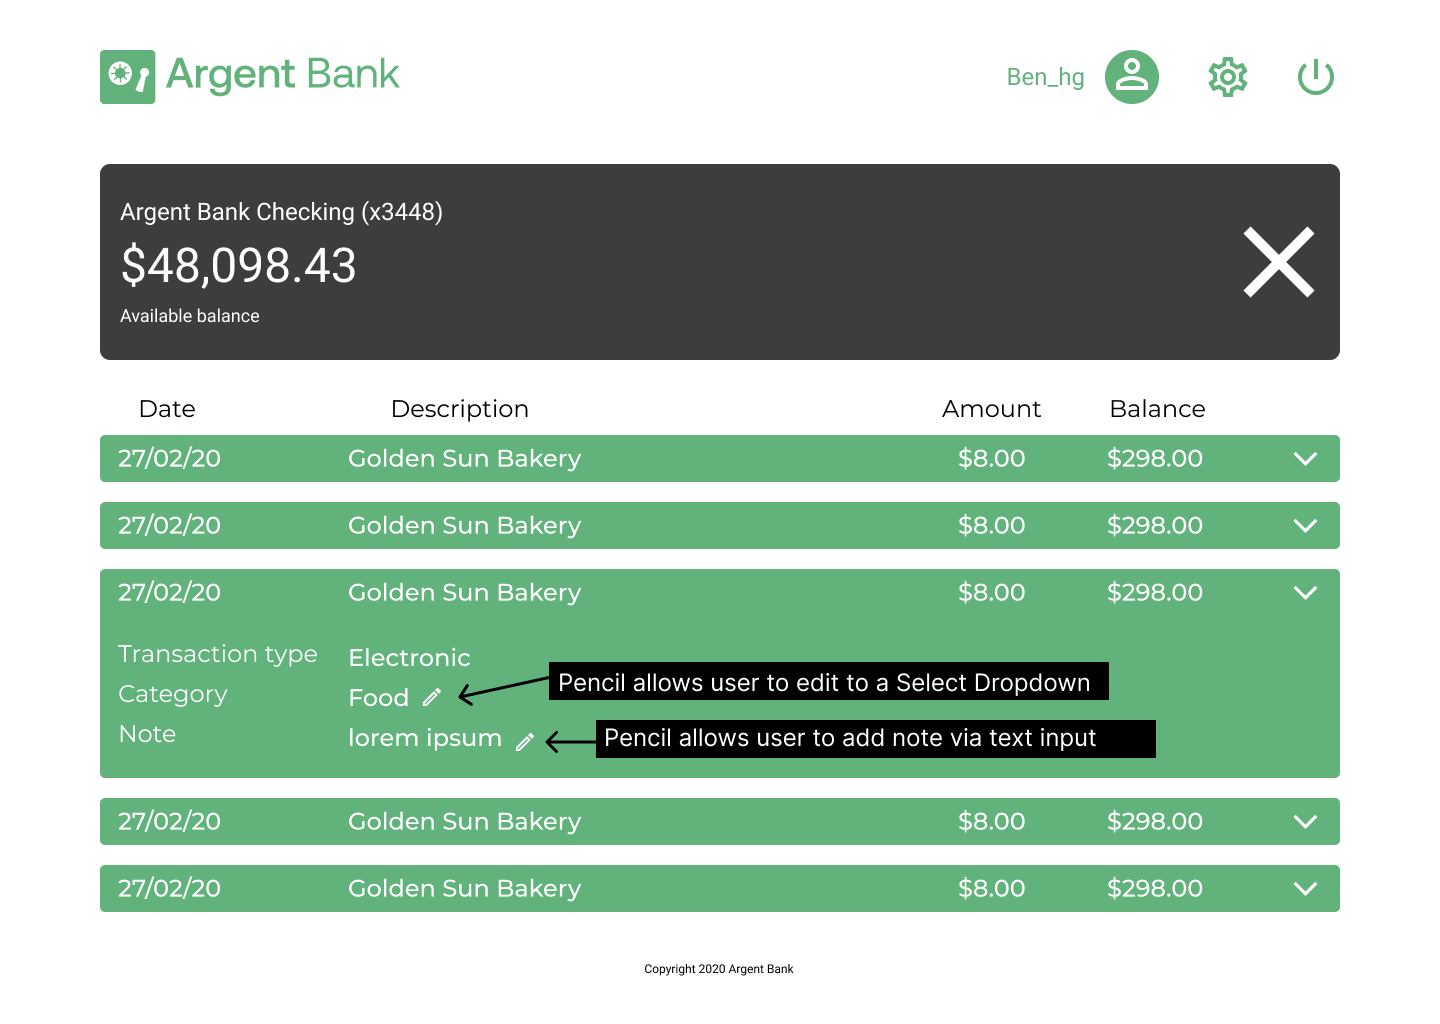 Argent Bank
Ben_hg
Argent Bank Checking (x3448)
$48,098.43
Available balance
Date Description Amount Balance
27/02/20 Golden Sun Bakery $8.00 $298.00
27/02/20 Golden Sun Bakery $8.00 $298.00
27/02/20 Golden Sun Bakery $8.00 $298.00
Transaction type Electronic
Category Food
Pencil allows user to edit to a Select Dropdown
Note lorem ipsum
Pencil allows user to add note via text input
27/02/20 Golden Sun Bakery $8.00 $298.00
27/02/20 Golden Sun Bakery $8.00 $298.00
Copyright 2020 Argent Bank